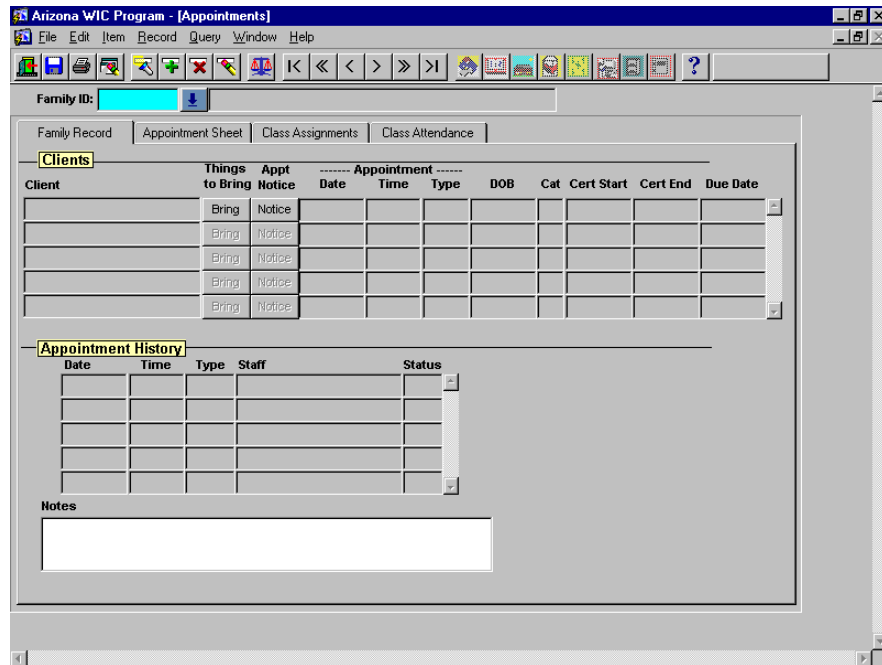 Arizona WIC Program - [Appointments]
File Edit Item Record Query Window Help
Family ID:
Family Record Appointment Sheet Class Assignments Class Attendance
Clients
Things Appt ------- Appointment ------
Client to Bring Notice Date Time Type DOB Cat Cert Start Cert End Due Date
Bring Notice
Bring Notice
Bring Notice
Bring Notice
Bring Notice
Appointment History
Date Time Type Staff Status
Notes